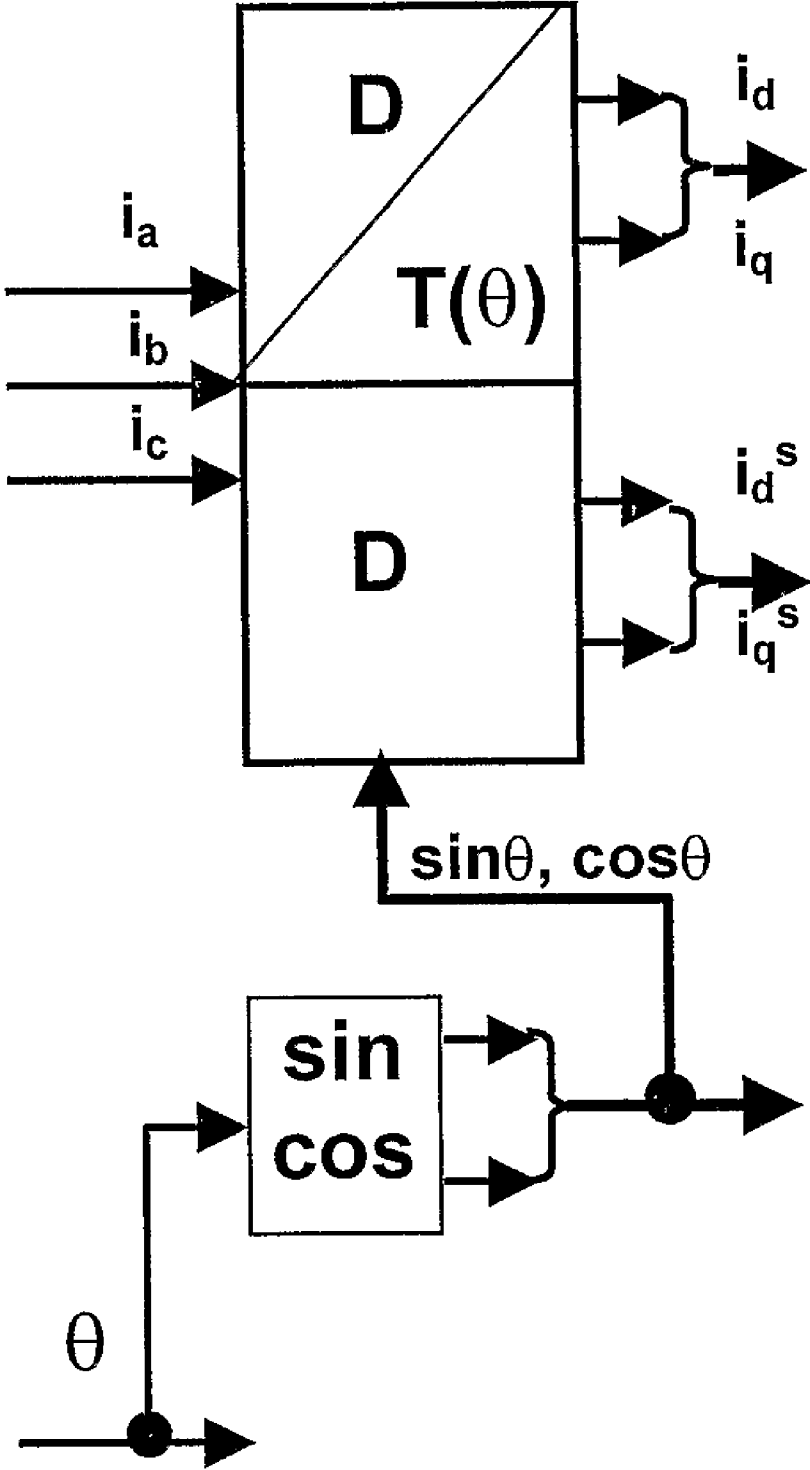 D
i_d
i_a
i_q
T(θ)
i_b
i_c
i_d^s
D
i_q^s
sinθ, cosθ
sin
cos
θ